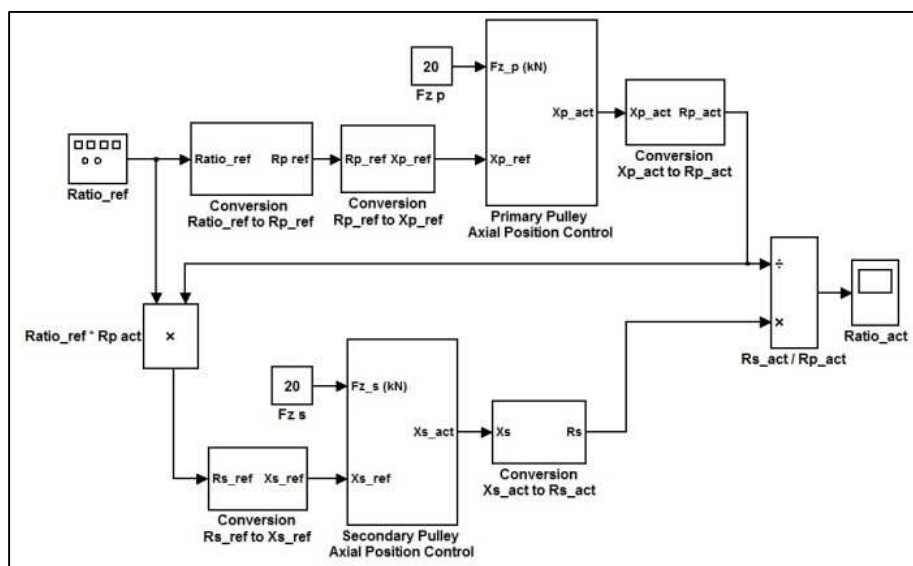 20
Fz p
Fz_p (kN)
Xp_act
Xp_ref
Primary Pulley
Axial Position Control
Xp_act Rp_act
Conversion
Xp_act to Rp_act
Ratio_ref
Ratio_ref Rp ref
Conversion
Ratio_ref to Rp_ref
Rp_ref Xp_ref
Conversion
Rp_ref to Xp_ref
Ratio_ref * Rp act
×
÷
×
Rs_act / Rp_act
Ratio_act
20
Fz s
Fz_s (kN)
Xs_act
Xs_ref
Secondary Pulley
Axial Position Control
Xs Rs
Conversion
Xs_act to Rs_act
Rs_ref Xs_ref
Conversion
Rs_ref to Xs_ref